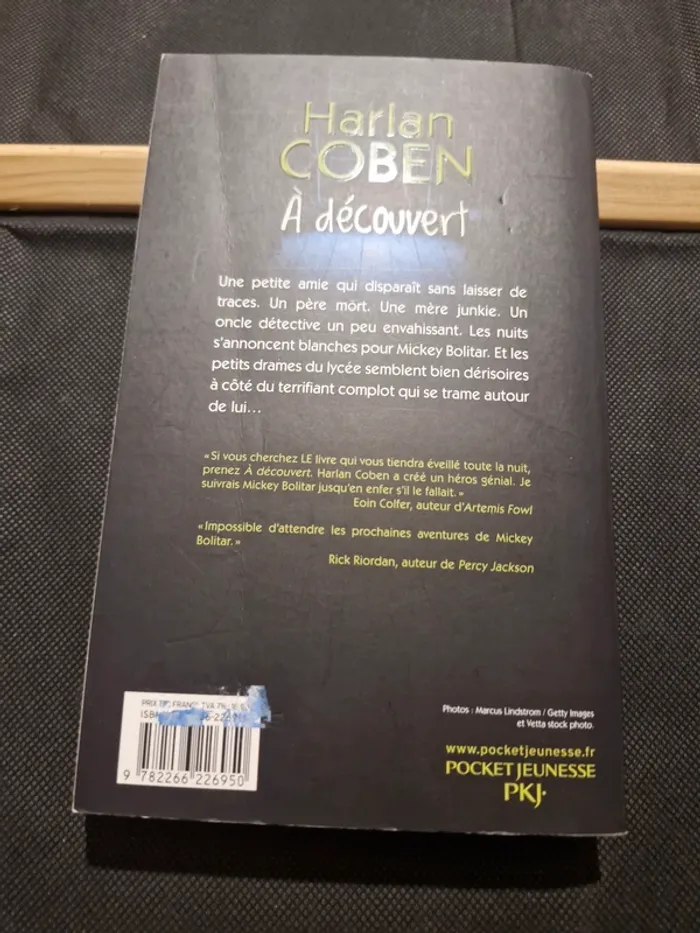 Harlan
COBEN
À découvert
Une petite amie qui disparaît sans laisser de
traces. Un père mort. Une mère junkie. Un
oncle détective un peu envahissant. Les nuits
s'annoncent blanches pour Mickey Bolitar. Et les
petits drames du lycée semblent bien dérisoires
à côté du terrifiant complot qui se trame autour
de lui...
« Si vous cherchez LE livre qui vous tiendra éveillé toute la nuit,
prenez À découvert. Harlan Coben a créé un héros génial. Je
suivrais Mickey Bolitar jusqu'en enfer s'il le fallait. »
Eoin Colfer, auteur d'Artemis Fowl
« Impossible d'attendre les prochaines aventures de Mickey
Bolitar. »
Rick Riordan, auteur de Percy Jackson
PRIX TVA 7%
ISBN
9 782266 226950
Photos : Marcus Lindstrom / Getty Images
et Vetta stock photo.
www.pocketjeunesse.fr
POCKET JEUNESSE
PKJ·